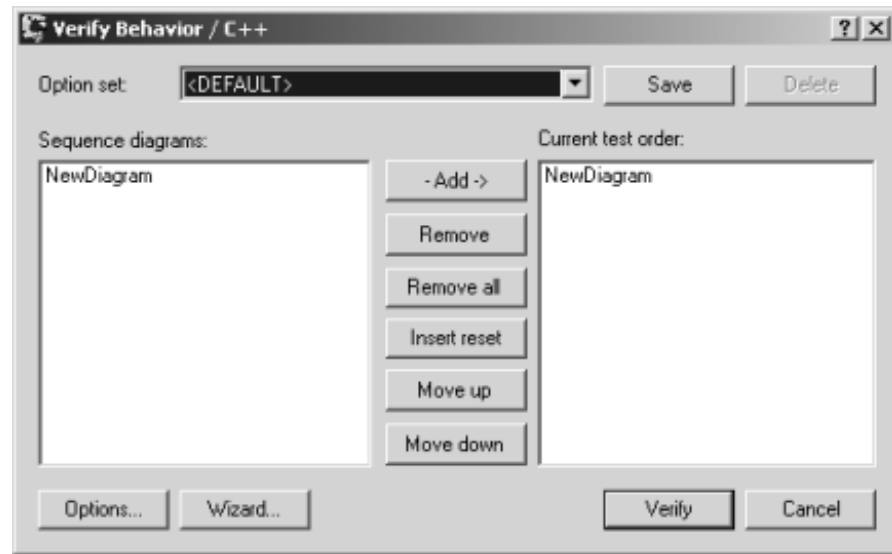 Verify Behavior / C++
? ×
Option set: <DEFAULT> Save Delete
Sequence diagrams:
Current test order:
NewDiagram
- Add ->
NewDiagram
Remove
Remove all
Insert reset
Move up
Move down
Options... Wizard... Verify Cancel